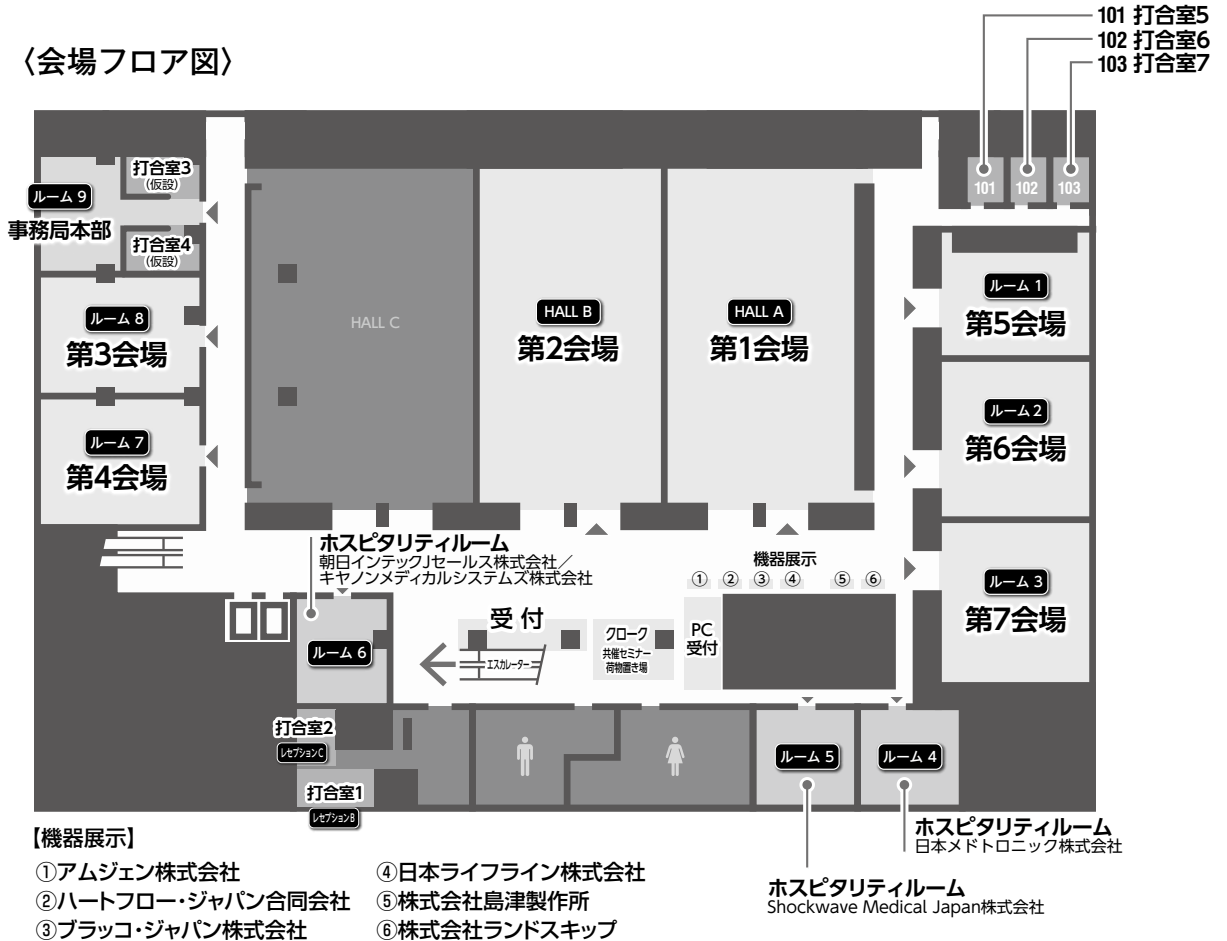 〈会場フロア図〉
101 打合室5
102 打合室6
103 打合室7
打合室3
(仮設)
ルーム 9
事務局本部
打合室4
(仮設)
101
102
103
ルーム 8
第3会場
ルーム 7
第4会場
HALL C
HALL B
第2会場
HALL A
第1会場
ルーム 1
第5会場
ルーム 2
第6会場
ルーム 3
第7会場
ホスピタリティルーム
朝日インテックJセールス株式会社／
キヤノンメディカルシステムズ株式会社
機器展示
① ② ③ ④ ⑤ ⑥
ルーム 6
受 付
エスカレーター
クローク
共催セミナー
荷物置き場
PC
受付
打合室2
レセプションC
打合室1
レセプションB
ルーム 5
ルーム 4
ホスピタリティルーム
日本メドトロニック株式会社
ホスピタリティルーム
Shockwave Medical Japan株式会社
【機器展示】
①アムジェン株式会社
②ハートフロー・ジャパン合同会社
③ブラッコ・ジャパン株式会社
④日本ライフライン株式会社
⑤株式会社島津製作所
⑥株式会社ランドスキップ